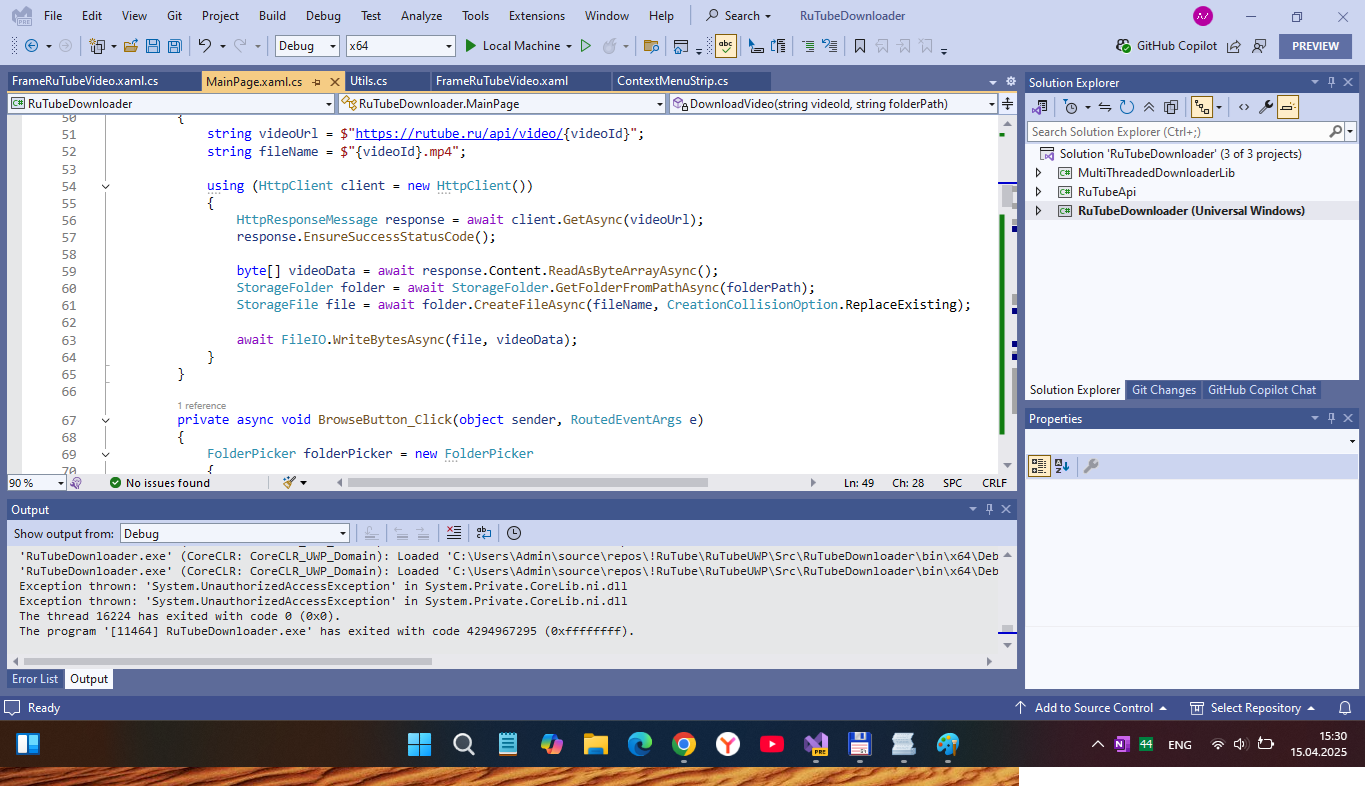 File Edit View Git Project Build Debug Test Analyze Tools Extensions Window Help Search RuTubeDownloader
PRE
Debug x64 Local Machine abc GitHub Copilot PREVIEW
FrameRuTubeVideo.xaml.cs MainPage.xaml.cs Utils.cs FrameRuTubeVideo.xaml ContextMenuStrip.cs
C# RuTubeDownloader RuTubeDownloader.MainPage DownloadVideo(string videoId, string folderPath)
50 {
51 string videoUrl = $"https://rutube.ru/api/video/{videoId}";
52 string fileName = $"{videoId}.mp4";
53
54 using (HttpClient client = new HttpClient())
55 {
56 HttpResponseMessage response = await client.GetAsync(videoUrl);
57 response.EnsureSuccessStatusCode();
58
59 byte[] videoData = await response.Content.ReadAsByteArrayAsync();
60 StorageFolder folder = await StorageFolder.GetFolderFromPathAsync(folderPath);
61 StorageFile file = await folder.CreateFileAsync(fileName, CreationCollisionOption.ReplaceExisting);
62
63 await FileIO.WriteBytesAsync(file, videoData);
64 }
65 }
66
1 reference
67 private async void BrowseButton_Click(object sender, RoutedEventArgs e)
68 {
69 FolderPicker folderPicker = new FolderPicker
70 {
90 % No issues found Ln: 49 Ch: 28 SPC CRLF
Output
Show output from: Debug
'RuTubeDownloader.exe' (CoreCLR: CoreCLR_UWP_Domain): Loaded 'C:\Users\Admin\source\repos\!RuTube\RuTubeUWP\Src\RuTubeDownloader\bin\x64\Deb
'RuTubeDownloader.exe' (CoreCLR: CoreCLR_UWP_Domain): Loaded 'C:\Users\Admin\source\repos\!RuTube\RuTubeUWP\Src\RuTubeDownloader\bin\x64\Deb
Exception thrown: 'System.UnauthorizedAccessException' in System.Private.CoreLib.ni.dll
Exception thrown: 'System.UnauthorizedAccessException' in System.Private.CoreLib.ni.dll
The thread 16224 has exited with code 0 (0x0).
The program '[11464] RuTubeDownloader.exe' has exited with code 4294967295 (0xffffffff).
Error List Output
Solution Explorer
Search Solution Explorer (Ctrl+;)
Solution 'RuTubeDownloader' (3 of 3 projects)
C# MultiThreadedDownloaderLib
C# RuTubeApi
C# RuTubeDownloader (Universal Windows)
Solution Explorer Git Changes GitHub Copilot Chat
Properties
Ready Add to Source Control Select Repository
PRE N 44 ENG
15:30
15.04.2025